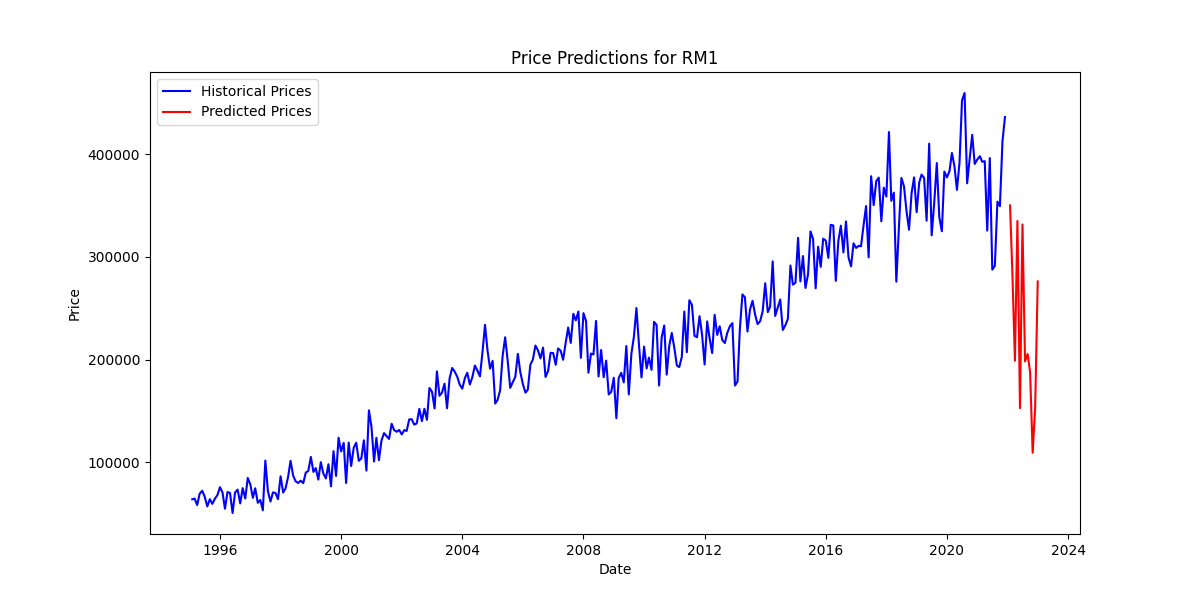 Price Predictions for RM1
Historical Prices
Predicted Prices
Price
400000
300000
200000
100000
1996 2000 2004 2008 2012 2016 2020 2024
Date